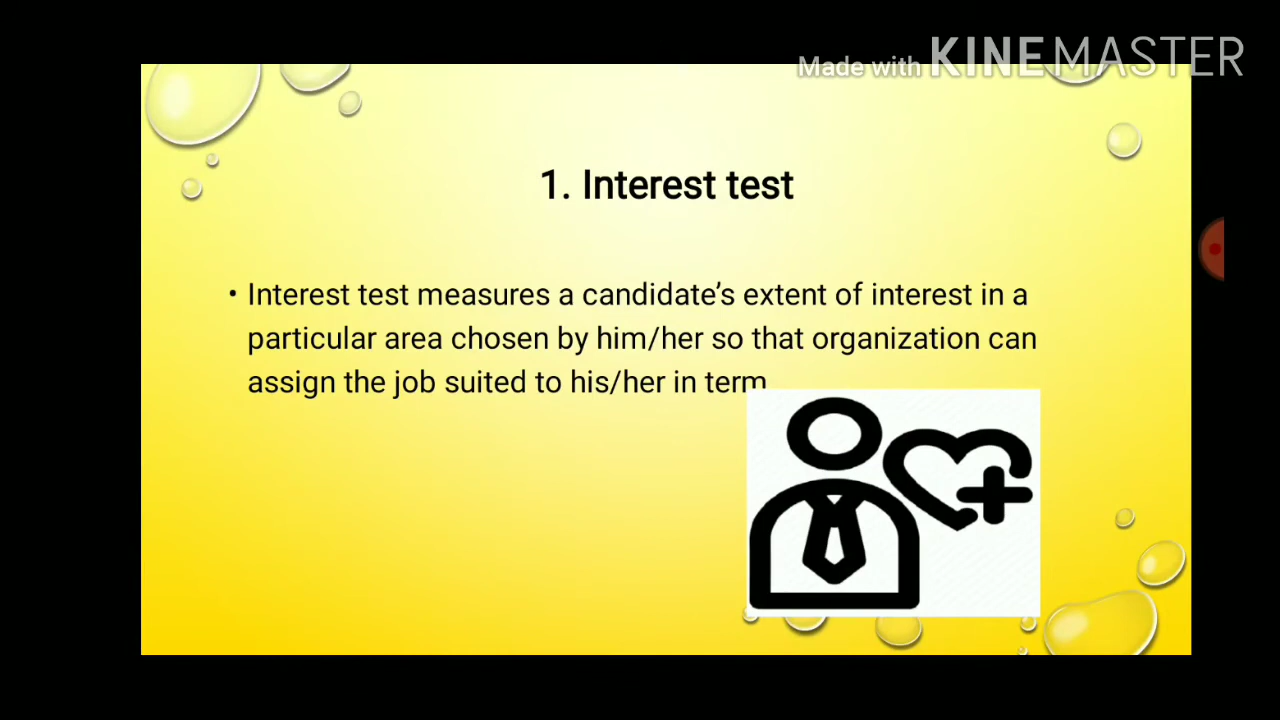 Made with KINEMASTER
1. Interest test
• Interest test measures a candidate’s extent of interest in a
particular area chosen by him/her so that organization can
assign the job suited to his/her in term